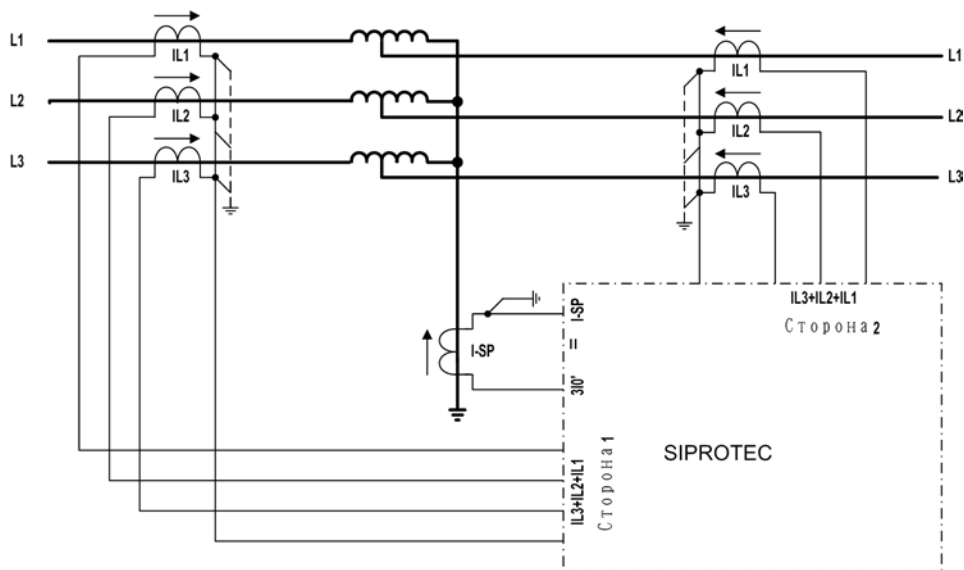 L1
IL1
IL1
L1
L2
IL2
IL2
L2
L3
IL3
IL3
L3
IL3+IL2+IL1
Сторона 2
I-SP
I-SP
=
3I0'
SIPROTEC
IL3+IL2+IL1
Сторона 1